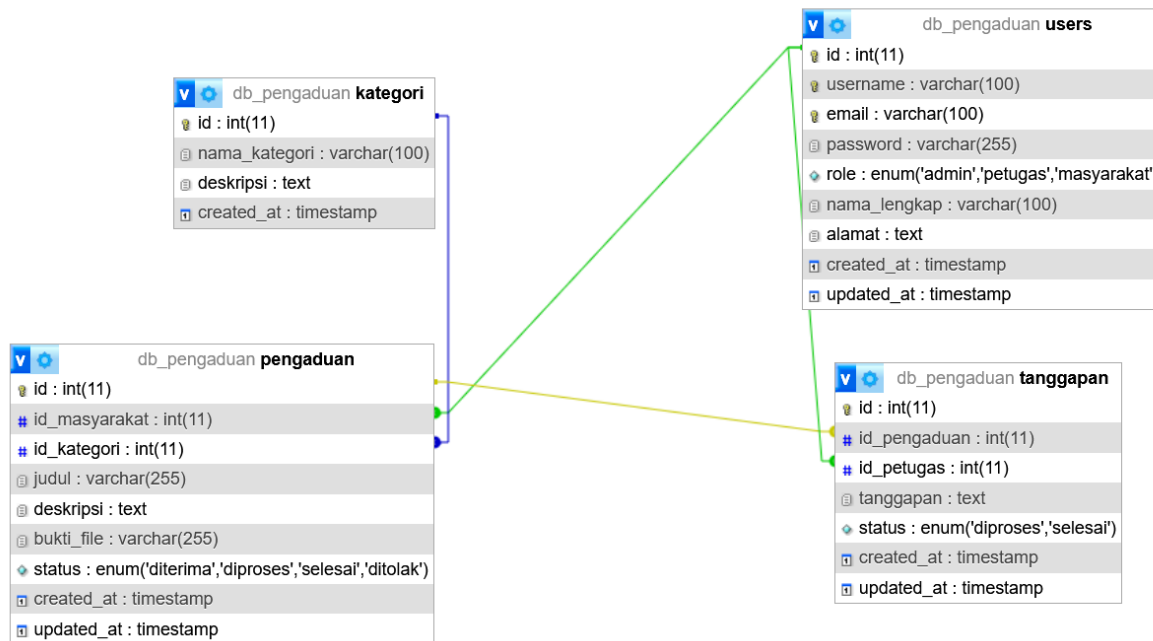 db_pengaduan kategori
id : int(11)
nama_kategori : varchar(100)
deskripsi : text
created_at : timestamp
db_pengaduan users
id : int(11)
username : varchar(100)
email : varchar(100)
password : varchar(255)
role : enum('admin','petugas','masyarakat'
nama_lengkap : varchar(100)
alamat : text
created_at : timestamp
updated_at : timestamp
db_pengaduan pengaduan
id : int(11)
id_masyarakat : int(11)
id_kategori : int(11)
judul : varchar(255)
deskripsi : text
bukti_file : varchar(255)
status : enum('diterima','diproses','selesai','ditolak')
created_at : timestamp
updated_at : timestamp
db_pengaduan tanggapan
id : int(11)
id_pengaduan : int(11)
id_petugas : int(11)
tanggapan : text
status : enum('diproses','selesai')
created_at : timestamp
updated_at : timestamp